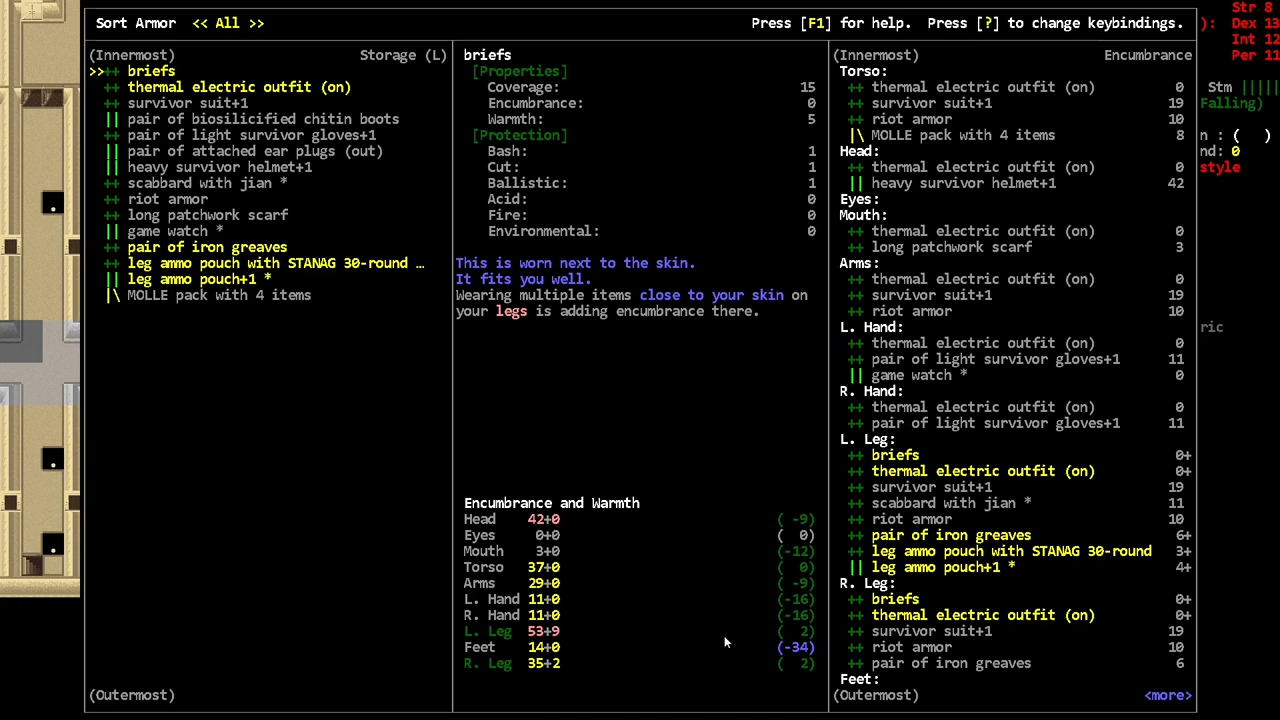 Sort Armor << All >> Press [F1] for help. Press [?] to change keybindings.
(Innermost) Storage (L)
>>++ briefs
++ thermal electric outfit (on)
++ survivor suit+1
|| pair of biosilicified chitin boots
++ pair of light survivor gloves+1
|| pair of attached ear plugs (out)
|| heavy survivor helmet+1
++ scabbard with jian *
++ riot armor
++ long patchwork scarf
|| game watch *
++ pair of iron greaves
++ leg ammo pouch with STANAG 30-round …
|| leg ammo pouch+1 *
|\ MOLLE pack with 4 items
(Outermost)
briefs
[Properties]
Coverage: 15
Encumbrance: 0
Warmth: 5
[Protection]
Bash: 1
Cut: 1
Ballistic: 1
Acid: 0
Fire: 0
Environmental: 0
This is worn next to the skin.
It fits you well.
Wearing multiple items close to your skin on
your legs is adding encumbrance there.
Encumbrance and Warmth
Head 42+0 ( -9)
Eyes 0+0 ( 0)
Mouth 3+0 (-12)
Torso 37+0 ( 0)
Arms 29+0 ( -9)
L. Hand 11+0 (-16)
R. Hand 11+0 (-16)
L. Leg 53+9 ( 2)
Feet 14+0 (-34)
R. Leg 35+2 ( 2)
(Innermost) Encumbrance
Torso:
++ thermal electric outfit (on) 0
++ survivor suit+1 19
++ riot armor 10
|\ MOLLE pack with 4 items 8
Head:
++ thermal electric outfit (on) 0
|| heavy survivor helmet+1 42
Eyes:
Mouth:
++ thermal electric outfit (on) 0
++ long patchwork scarf 3
Arms:
++ thermal electric outfit (on) 0
++ survivor suit+1 19
++ riot armor 10
L. Hand:
++ thermal electric outfit (on) 0
++ pair of light survivor gloves+1 11
|| game watch * 0
R. Hand:
++ thermal electric outfit (on) 0
++ pair of light survivor gloves+1 11
L. Leg:
++ briefs 0+
++ thermal electric outfit (on) 0+
++ survivor suit+1 19
++ scabbard with jian * 11
++ riot armor 10
++ pair of iron greaves 6+
++ leg ammo pouch with STANAG 30-round 3+
|| leg ammo pouch+1 * 4+
R. Leg:
++ briefs 0+
++ thermal electric outfit (on) 0+
++ survivor suit+1 19
++ riot armor 10
++ pair of iron greaves 6
Feet:
(Outermost) <more>
Str 8
): Dex 13
Int 12
Per 11
Stm |||||
Falling)
n : ( )
nd: 0
style
ric